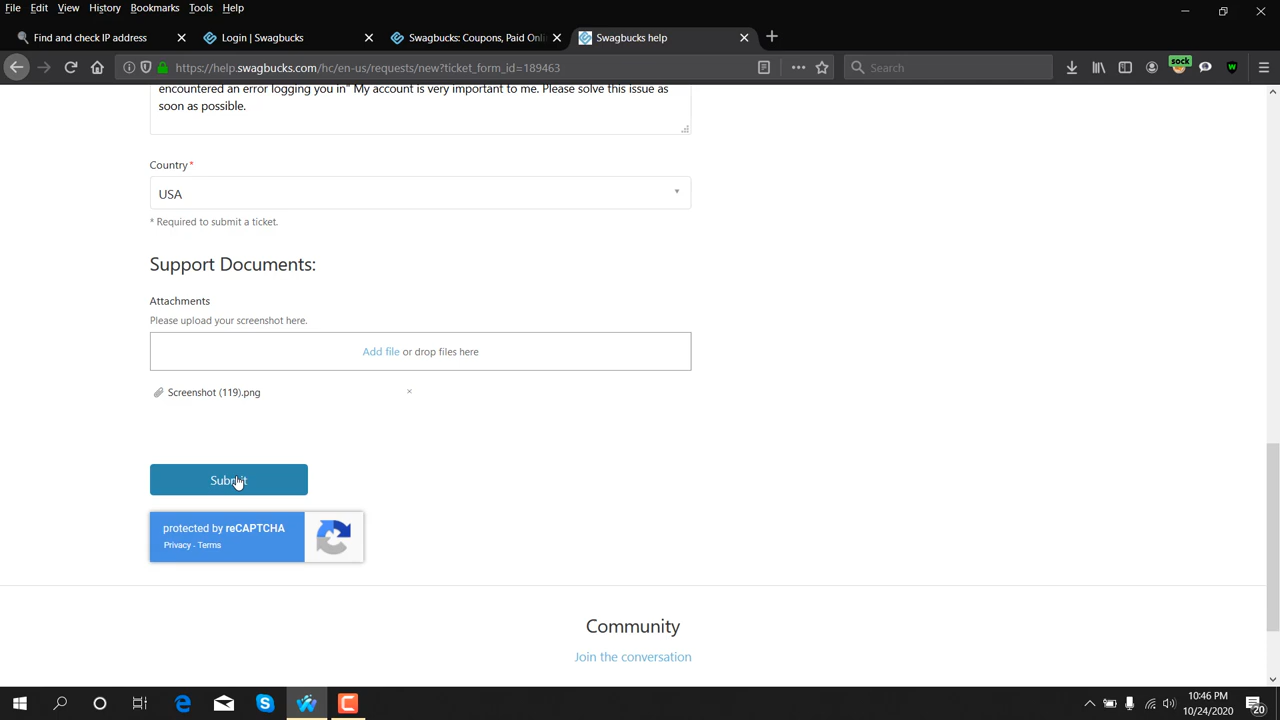 File Edit View History Bookmarks Tools Help
Find and check IP address
Login | Swagbucks
Swagbucks: Coupons, Paid Onli
Swagbucks help
https://help.swagbucks.com/hc/en-us/requests/new?ticket_form_id=189463
Search
sock
encountered an error logging you in" My account is very important to me. Please solve this issue as
soon as possible.
Country*
USA
* Required to submit a ticket.
Support Documents:
Attachments
Please upload your screenshot here.
Add file or drop files here
Screenshot (119).png
Submit
protected by reCAPTCHA
Privacy - Terms
Community
Join the conversation
10:46 PM
10/24/2020
20